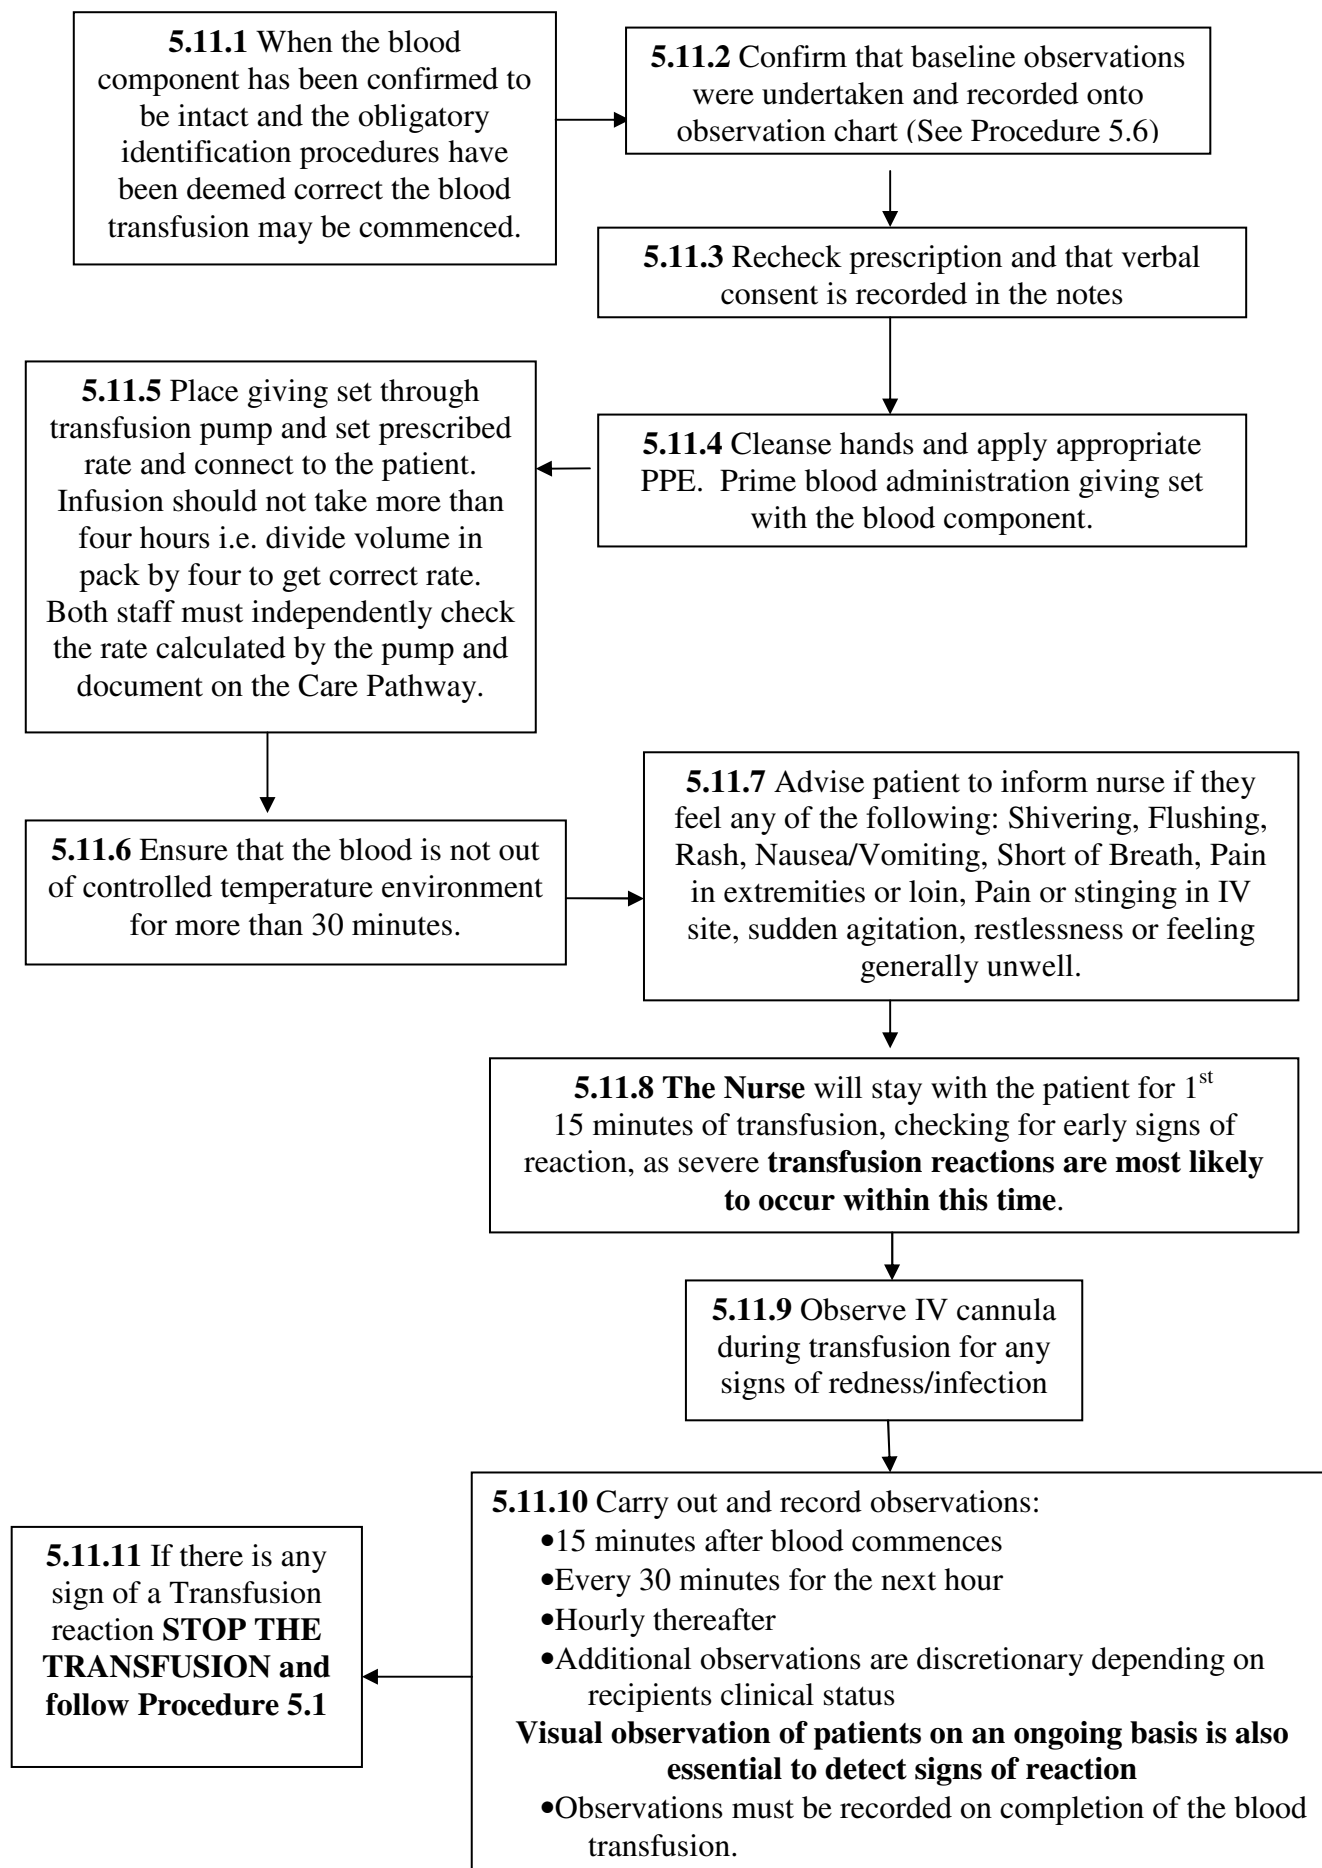 5.11.1 When the blood
component has been confirmed to
be intact and the obligatory
identification procedures have
been deemed correct the blood
transfusion may be commenced.
5.11.2 Confirm that baseline observations
were undertaken and recorded onto
observation chart (See Procedure 5.6)
5.11.3 Recheck prescription and that verbal
consent is recorded in the notes
5.11.4 Cleanse hands and apply appropriate
PPE.  Prime blood administration giving set
with the blood component.
5.11.5 Place giving set through
transfusion pump and set prescribed
rate and connect to the patient.
Infusion should not take more than
four hours i.e. divide volume in
pack by four to get correct rate.
Both staff must independently check
the rate calculated by the pump and
document on the Care Pathway.
5.11.6 Ensure that the blood is not out
of controlled temperature environment
for more than 30 minutes.
5.11.7 Advise patient to inform nurse if they
feel any of the following: Shivering, Flushing,
Rash, Nausea/Vomiting, Short of Breath, Pain
in extremities or loin, Pain or stinging in IV
site, sudden agitation, restlessness or feeling
generally unwell.
5.11.8 The Nurse will stay with the patient for 1st
15 minutes of transfusion, checking for early signs of
reaction, as severe transfusion reactions are most likely
to occur within this time.
5.11.9 Observe IV cannula
during transfusion for any
signs of redness/infection
5.11.10 Carry out and record observations:
•15 minutes after blood commences
•Every 30 minutes for the next hour
•Hourly thereafter
•Additional observations are discretionary depending on
recipients clinical status
Visual observation of patients on an ongoing basis is also
essential to detect signs of reaction
•Observations must be recorded on completion of the blood
transfusion.
5.11.11 If there is any
sign of a Transfusion
reaction STOP THE
TRANSFUSION and
follow Procedure 5.1